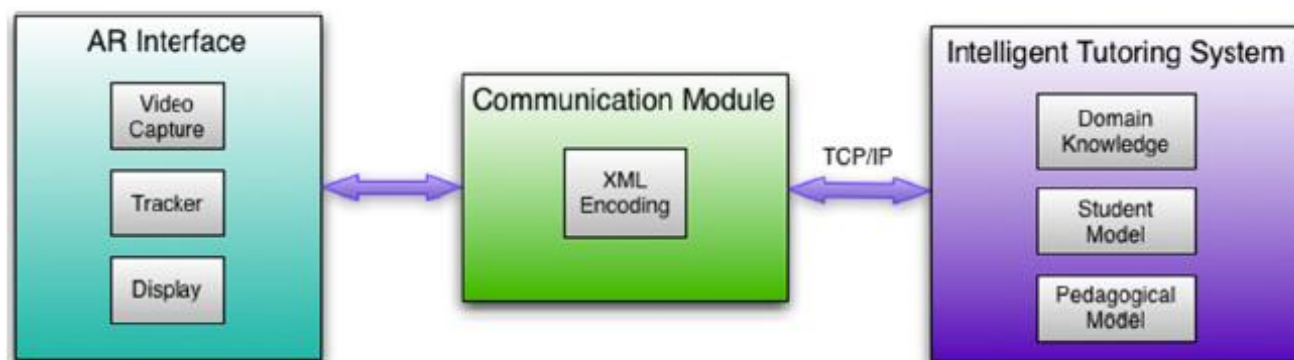 AR Interface
Video
Capture
Tracker
Display
Communication Module
XML
Encoding
TCP/IP
Intelligent Tutoring System
Domain
Knowledge
Student
Model
Pedagogical
Model